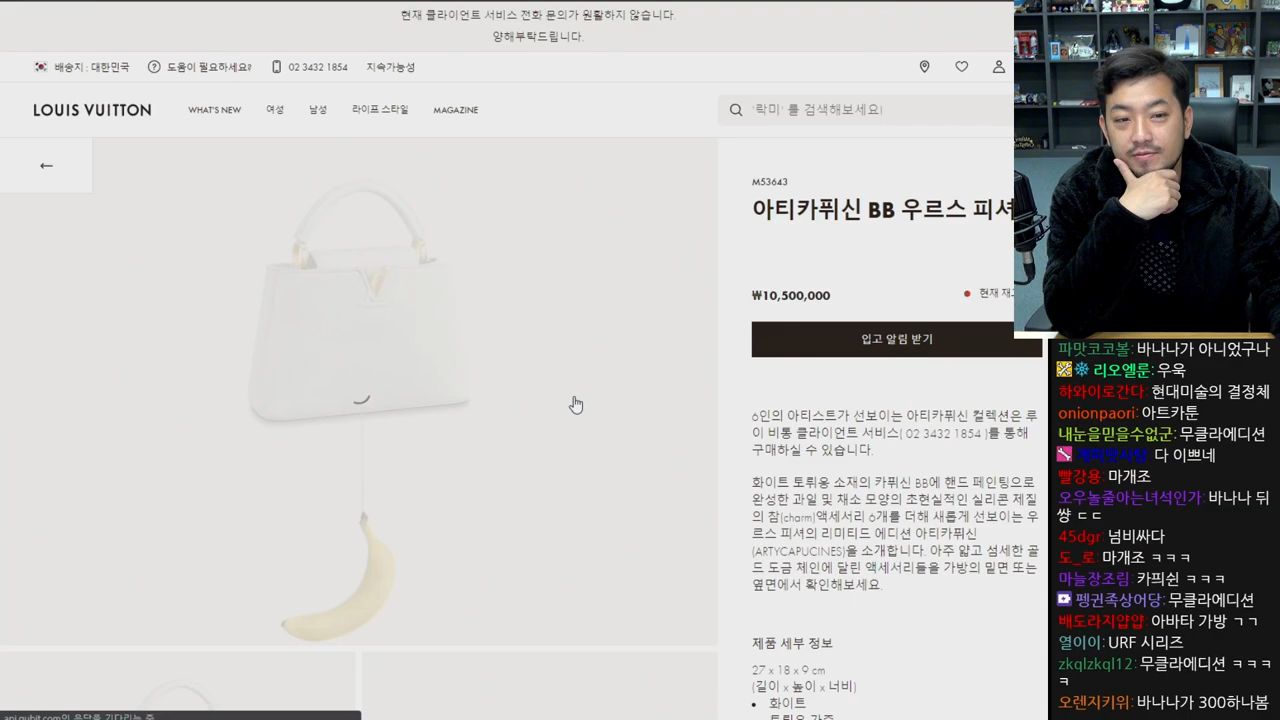 현재 클라이언트 서비스 전화 문의가 원활하지 않습니다.
양해부탁드립니다.
배송지 : 대한민국
도움이 필요하세요?
02 3432 1854
지속가능성
LOUIS VUITTON
WHAT'S NEW
여성
남성
라이프 스타일
MAGAZINE
'락미' 를 검색해보세요!
M53643
아티카퓌신 BB 우르스 피셔
₩10,500,000
현재 재
입고 알림 받기
6인의 아티스트가 선보이는 아티카퓌신 컬렉션은 루
이 비통 클라이언트 서비스( 02 3432 1854 )를 통해
구매하실 수 있습니다.
화이트 토뤼옹 소재의 카퓌신 BB에 핸드 페인팅으로
완성한 과일 및 채소 모양의 초현실적인 실리콘 제질
의 참(charm)액세서리 6개를 더해 새롭게 선보이는 우
르스 피셔의 리미티드 에디션 아티카퓌신
(ARTYCAPUCINES)을 소개합니다. 아주 얇고 섬세한 골
드 도금 체인에 달린 액세서리들을 가방의 밑면 또는
옆면에서 확인해보세요.
제품 세부 정보
27 x 18 x 9 cm
(길이 x 높이 x 너비)
화이트
토뤼옹 가죽
api.qubit.com의 응답을 기다리는 중
파맛코코볼: 바나나가 아니었구나
리오엘룬: 우욱
하와이로간다: 현대미술의 결정체
onionpaori: 아트카툰
내눈을믿을수없군: 무클라에디션
다 이쁘네
빨강용: 마개조
오우놀줄아는녀석인가: 바나나 뒤
썅 ㄷㄷ
45dgr: 넘비싸다
도_로: 마개조 ㅋㅋㅋ
마늘장조림: 카피쉰 ㅋㅋㅋ
펭귄족상어당: 무클라에디션
배도라지얍얍: 아바타 가방 ㄱㄱ
열이이: URF 시리즈
zkqlzkql12: 무클라에디션 ㅋㅋㅋ
ㅋ
오렌지키위: 바나나가 300하나봄